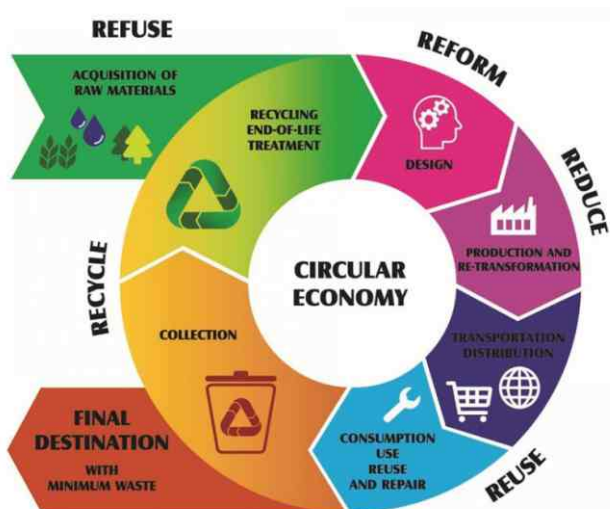 REFUSE
ACQUISITION OF
RAW MATERIALS
RECYCLING
END-OF-LIFE
TREATMENT
REFORM
DESIGN
REDUCE
PRODUCTION AND
RE-TRANSFORMATION
CIRCULAR
ECONOMY
TRANSPORTATION
DISTRIBUTION
REUSE
CONSUMPTION
USE
REUSE
AND REPAIR
RECYCLE
COLLECTION
FINAL
DESTINATION
WITH
MINIMUM WASTE